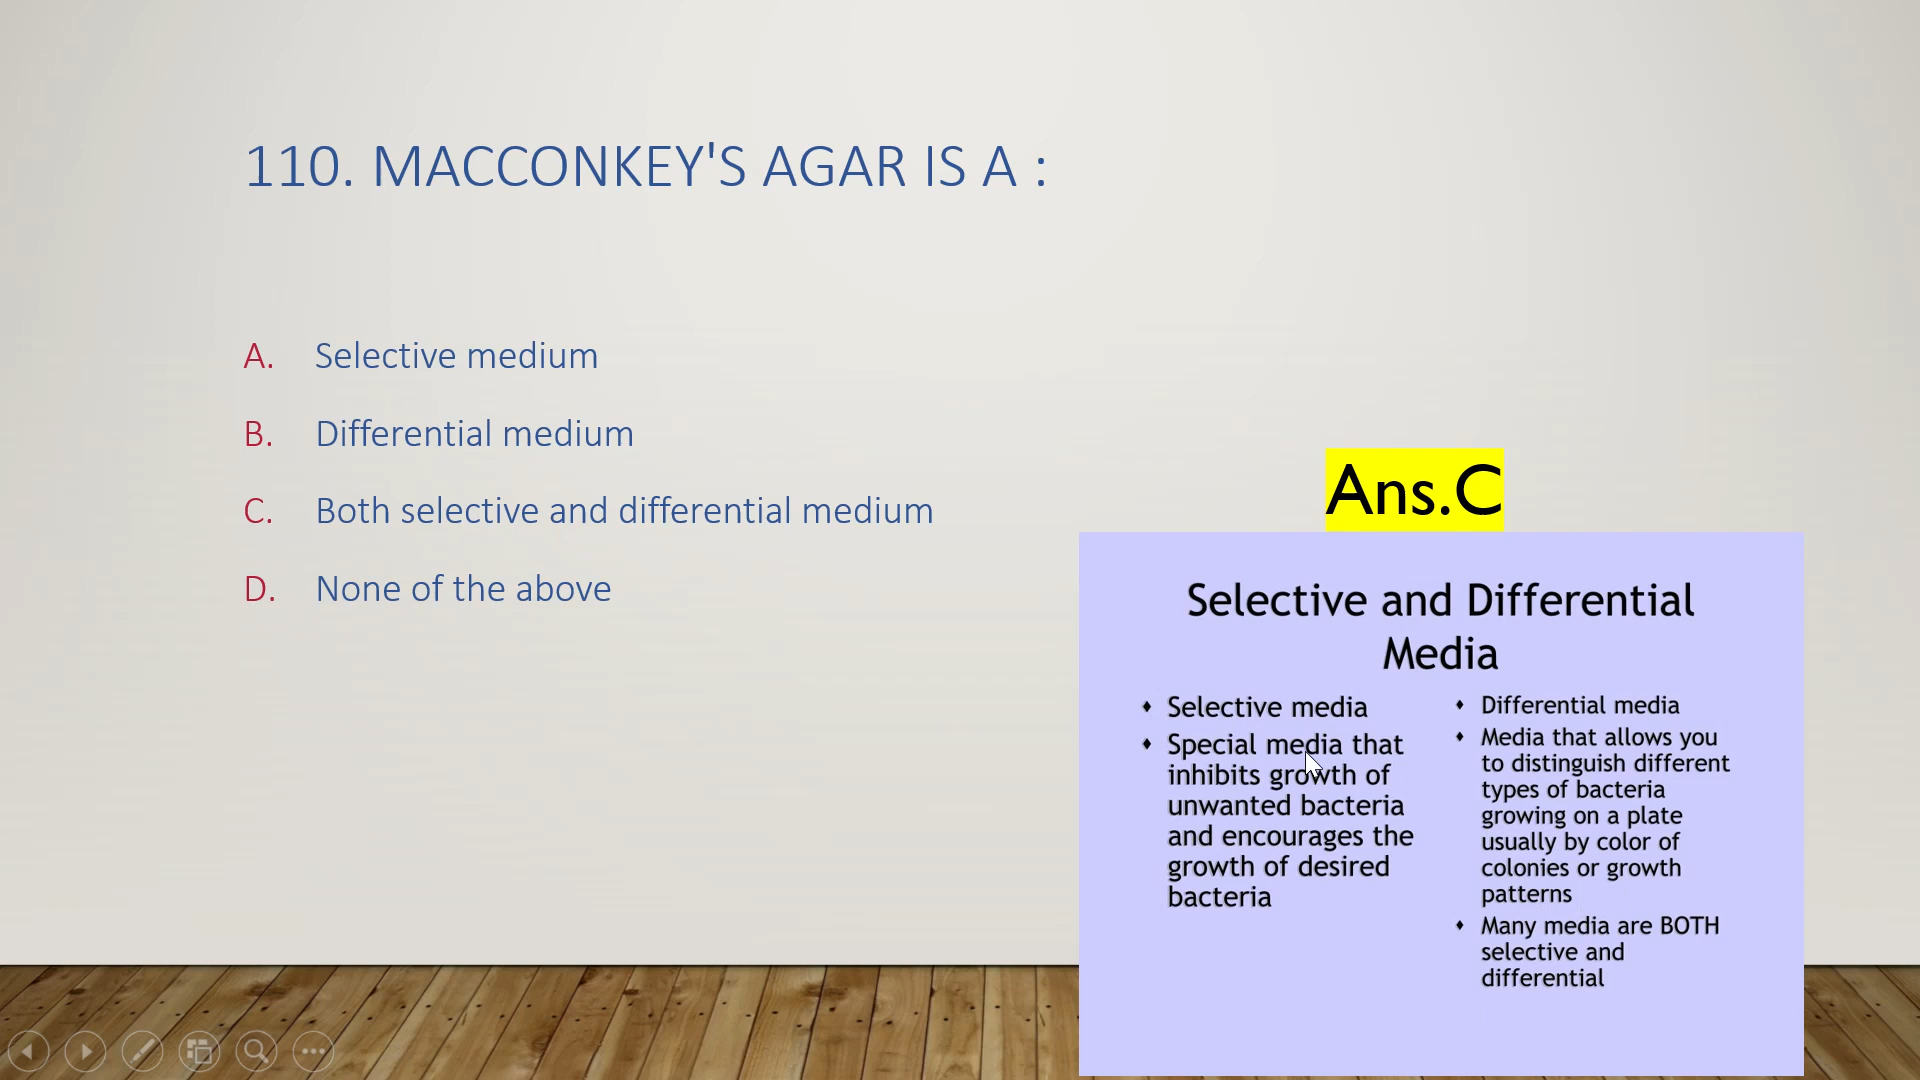 110. MACCONKEY'S AGAR IS A :
A. Selective medium
B. Differential medium
C. Both selective and differential medium
D. None of the above
Ans.C
Selective and Differential
Media
♦ Selective media
♦ Special media that
inhibits growth of
unwanted bacteria
and encourages the
growth of desired
bacteria
♦ Differential media
♦ Media that allows you
to distinguish different
types of bacteria
growing on a plate
usually by color of
colonies or growth
patterns
♦ Many media are BOTH
selective and
differential